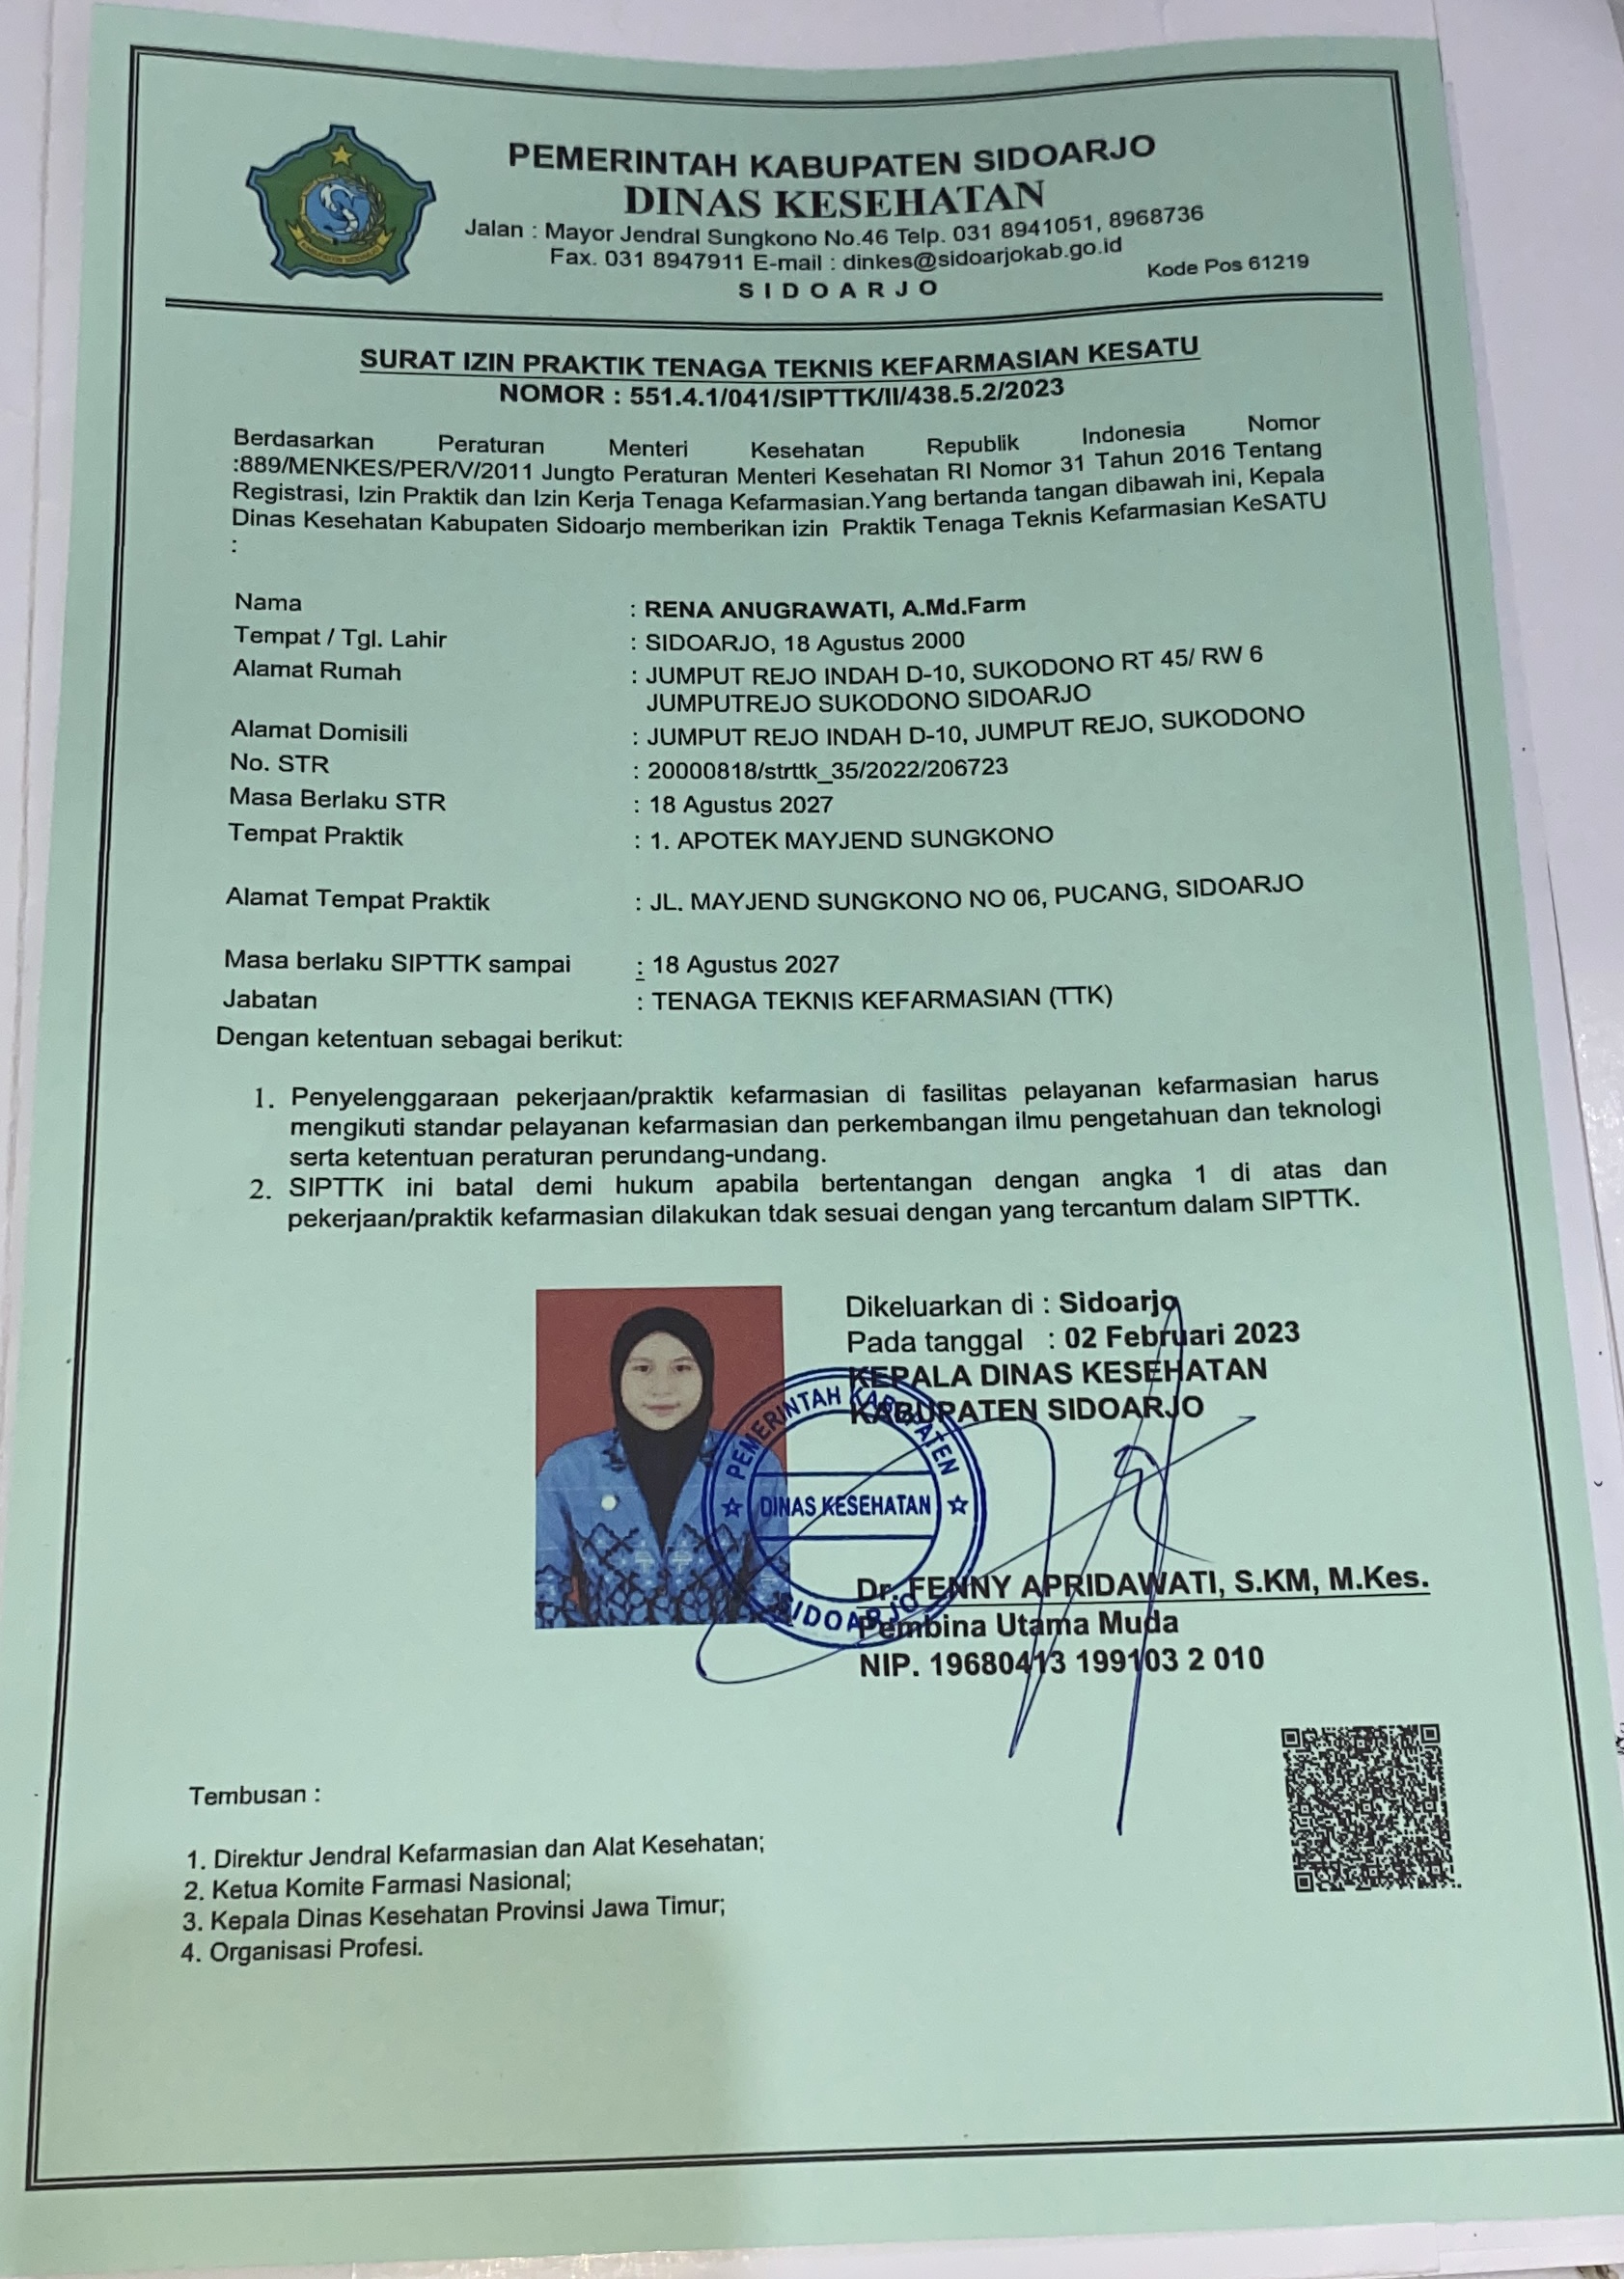 PEMERINTAH KABUPATEN SIDOARJO
DINAS KESEHATAN
Jalan : Mayor Jendral Sungkono No.46 Telp. 031 8941051, 8968736
Fax. 031 8947911 E-mail : dinkes@sidoarjokab.go.id
Kode Pos 61219
S I D O A R J O
KABUPATEN SIDOARJO
SURAT IZIN PRAKTIK TENAGA TEKNIS KEFARMASIAN KESATU
NOMOR : 551.4.1/041/SIPTTK/II/438.5.2/2023
Berdasarkan Peraturan Menteri Kesehatan Republik Indonesia Nomor
:889/MENKES/PER/V/2011 Jungto Peraturan Menteri Kesehatan RI Nomor 31 Tahun 2016 Tentang
Registrasi, Izin Praktik dan Izin Kerja Tenaga Kefarmasian.Yang bertanda tangan dibawah ini, Kepala
Dinas Kesehatan Kabupaten Sidoarjo memberikan izin Praktik Tenaga Teknis Kefarmasian KeSATU
:
Nama : RENA ANUGRAWATI, A.Md.Farm
Tempat / Tgl. Lahir : SIDOARJO, 18 Agustus 2000
Alamat Rumah : JUMPUT REJO INDAH D-10, SUKODONO RT 45/ RW 6
JUMPUTREJO SUKODONO SIDOARJO
Alamat Domisili : JUMPUT REJO INDAH D-10, JUMPUT REJO, SUKODONO
No. STR : 20000818/strttk_35/2022/206723
Masa Berlaku STR : 18 Agustus 2027
Tempat Praktik : 1. APOTEK MAYJEND SUNGKONO
Alamat Tempat Praktik : JL. MAYJEND SUNGKONO NO 06, PUCANG, SIDOARJO
Masa berlaku SIPTTK sampai : 18 Agustus 2027
Jabatan : TENAGA TEKNIS KEFARMASIAN (TTK)
Dengan ketentuan sebagai berikut:
1. Penyelenggaraan pekerjaan/praktik kefarmasian di fasilitas pelayanan kefarmasian harus
mengikuti standar pelayanan kefarmasian dan perkembangan ilmu pengetahuan dan teknologi
serta ketentuan peraturan perundang-undang.
2. SIPTTK ini batal demi hukum apabila bertentangan dengan angka 1 di atas dan
pekerjaan/praktik kefarmasian dilakukan tdak sesuai dengan yang tercantum dalam SIPTTK.
Dikeluarkan di : Sidoarjo
Pada tanggal : 02 Februari 2023
KEPALA DINAS KESEHATAN
KABUPATEN SIDOARJO
PEMERINTAH KABUPATEN
DINAS KESEHATAN
SIDOARJO
Dr. FENNY APRIDAWATI, S.KM, M.Kes.
Pembina Utama Muda
NIP. 19680413 199103 2 010
Tembusan :
1. Direktur Jendral Kefarmasian dan Alat Kesehatan;
2. Ketua Komite Farmasi Nasional;
3. Kepala Dinas Kesehatan Provinsi Jawa Timur;
4. Organisasi Profesi.